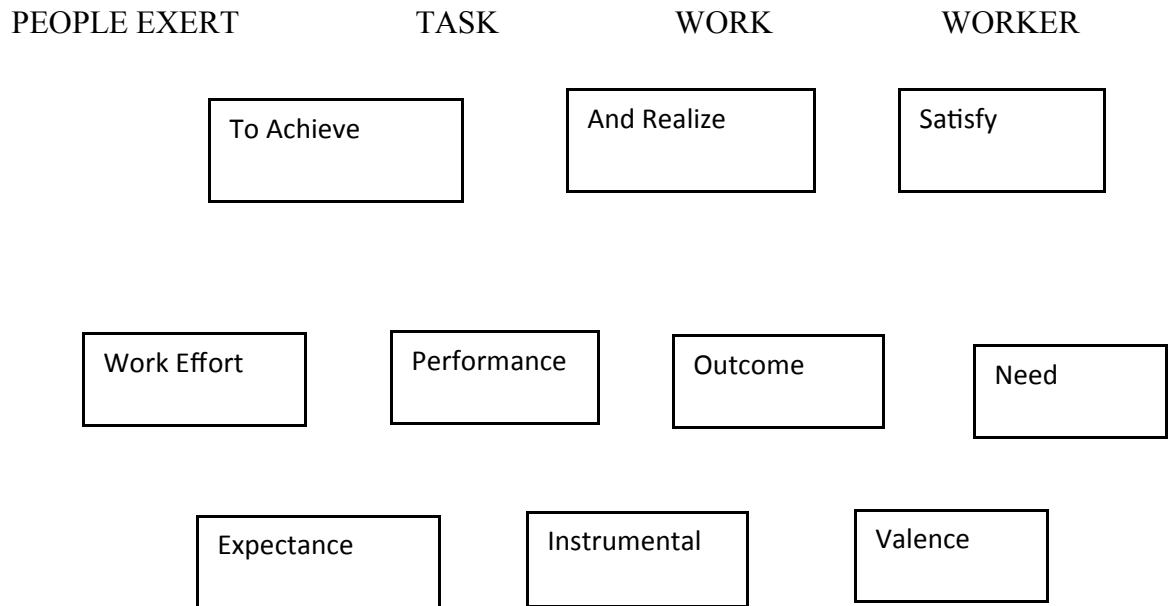 PEOPLE EXERT TASK WORK WORKER
To Achieve And Realize Satisfy
Work Effort Performance Outcome Need
Expectance Instrumental Valence